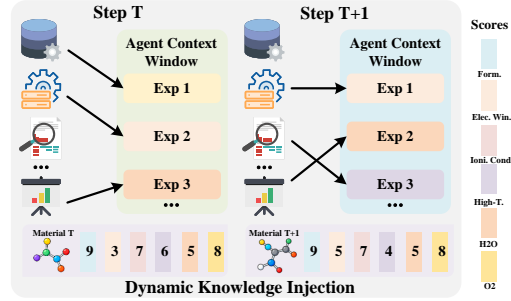 Step T
Step T+1
Scores
Agent Context
Window
Agent Context
Window
Exp 1
Exp 1
Exp 2
Exp 2
Exp 3
Exp 3
...
...
...
...
Form.
Elec. Win.
Ioni. Cond
High-T.
H2O
O2
Material T
9 3 7 6 5 8
Material T+1
9 5 7 4 5 8
Dynamic Knowledge Injection